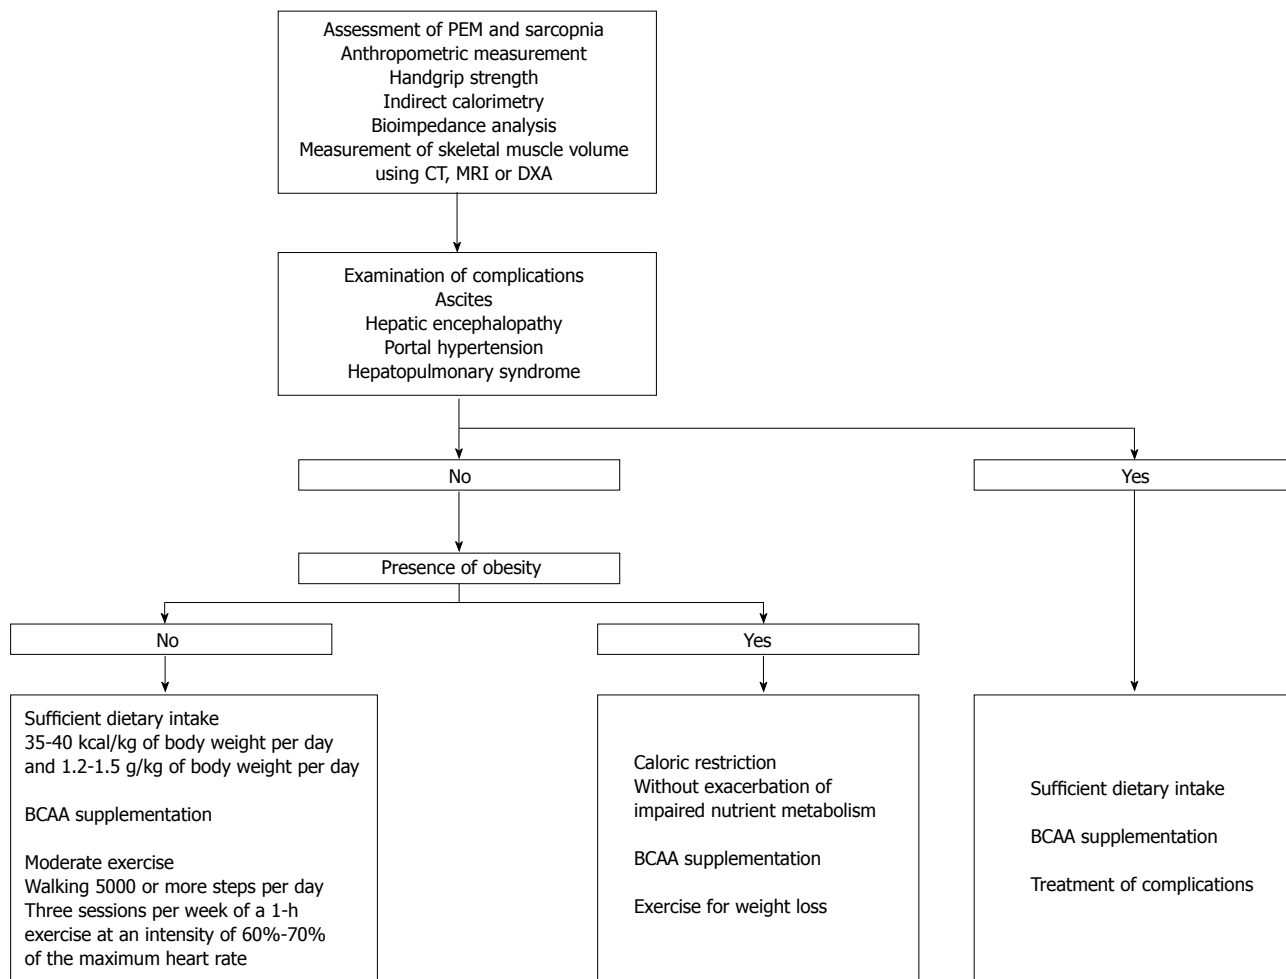 Assessment of PEM and sarcopnia
Anthropometric measurement
Handgrip strength
Indirect calorimetry
Bioimpedance analysis
Measurement of skeletal muscle volume
using CT, MRI or DXA
Examination of complications
Ascites
Hepatic encephalopathy
Portal hypertension
Hepatopulmonary syndrome
No
Yes
Presence of obesity
No
Yes
Sufficient dietary intake
35-40 kcal/kg of body weight per day
and 1.2-1.5 g/kg of body weight per day
BCAA supplementation
Moderate exercise
Walking 5000 or more steps per day
Three sessions per week of a 1-h
exercise at an intensity of 60%-70%
of the maximum heart rate
Caloric restriction
Without exacerbation of
impaired nutrient metabolism
BCAA supplementation
Exercise for weight loss
Sufficient dietary intake
BCAA supplementation
Treatment of complications